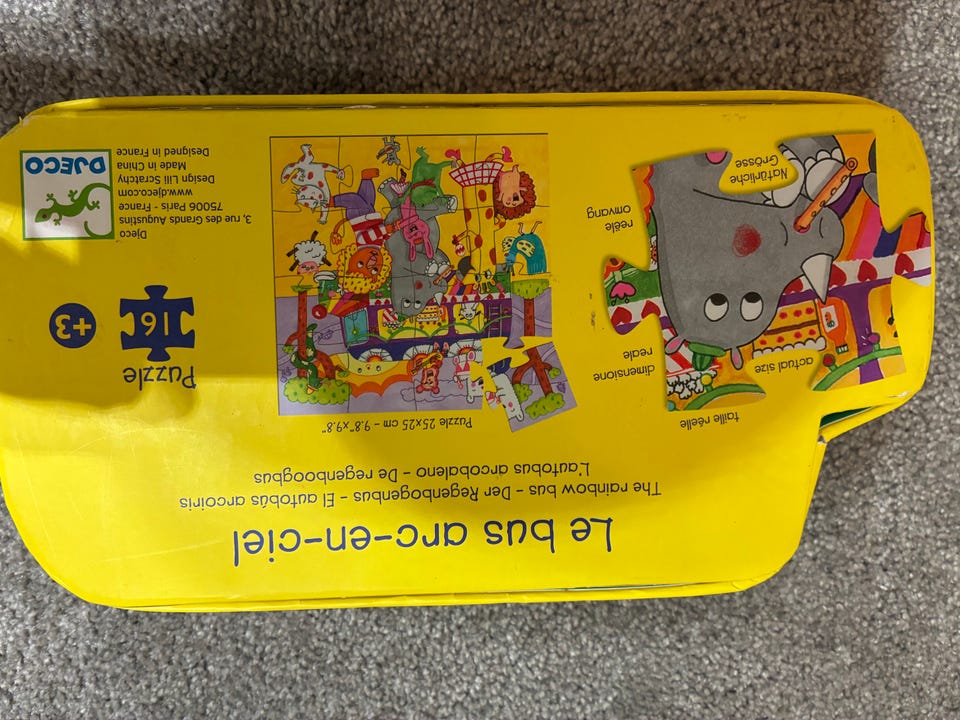 Le bus arc-en-ciel
The rainbow bus - Der Regenbogenbus - El autobús arcoiris
L'autobus arcobaleno - De regenboogbus
taille réelle
actual size
dimensione
reale
reële
omvang
Natürliche
Grösse
Puzzle 25x25 cm - 9.8"x9.8"
Puzzle
16
+3
Djeco
3, rue des Grands Augustins
75006 Paris - France
www.djeco.com
Design Lili Scratchy
Made in China
Designed in France
DJECO